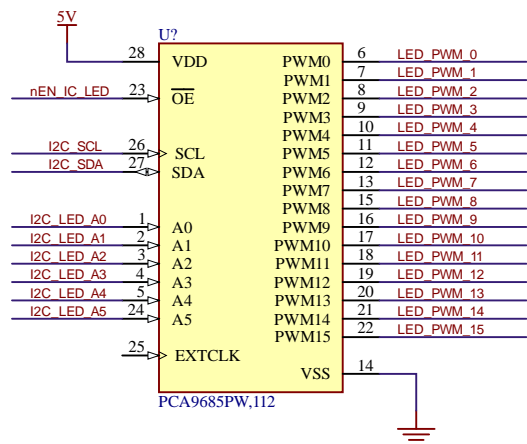 5V
U?
28 VDD PWM0 6 LED_PWM_0
PWM1 7 LED_PWM_1
nEN_IC_LED 23 OE PWM2 8 LED_PWM_2
PWM3 9 LED_PWM_3
PWM4 10 LED_PWM_4
I2C_SCL 26 SCL PWM5 11 LED_PWM_5
I2C_SDA 27 SDA PWM6 12 LED_PWM_6
PWM7 13 LED_PWM_7
PWM8 15 LED_PWM_8
I2C_LED_A0 1 A0 PWM9 16 LED_PWM_9
I2C_LED_A1 2 A1 PWM10 17 LED_PWM_10
I2C_LED_A2 3 A2 PWM11 18 LED_PWM_11
I2C_LED_A3 4 A3 PWM12 19 LED_PWM_12
I2C_LED_A4 5 A4 PWM13 20 LED_PWM_13
I2C_LED_A5 24 A5 PWM14 21 LED_PWM_14
PWM15 22 LED_PWM_15
25 EXTCLK
VSS 14
PCA9685PW,112